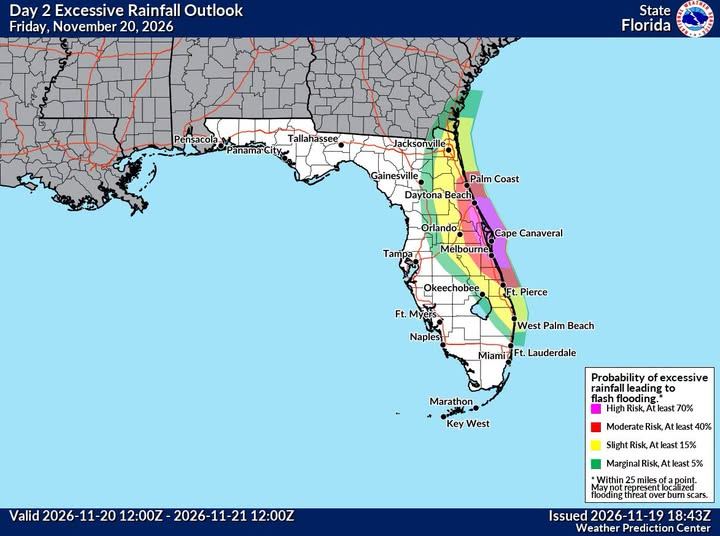 Day 2 Excessive Rainfall Outlook
Friday, November 20, 2026
State
Florida
Pensacola
Tallahassee
Panama City
Jacksonville
Gainesville
Palm Coast
Daytona Beach
Orlando
Cape Canaveral
Melbourne
Tampa
Okeechobee
Ft. Pierce
Ft. Myers
West Palm Beach
Naples
Ft. Lauderdale
Miami
Marathon
Key West
Probability of excessive
rainfall leading to
flash flooding.*
High Risk, At least 70%
Moderate Risk, At least 40%
Slight Risk, At least 15%
Marginal Risk, At least 5%
* Within 25 miles of a point.
May not represent localized
flooding threat over burn scars.
Valid 2026-11-20 12:00Z - 2026-11-21 12:00Z
Issued 2026-11-19 18:43Z
Weather Prediction Center